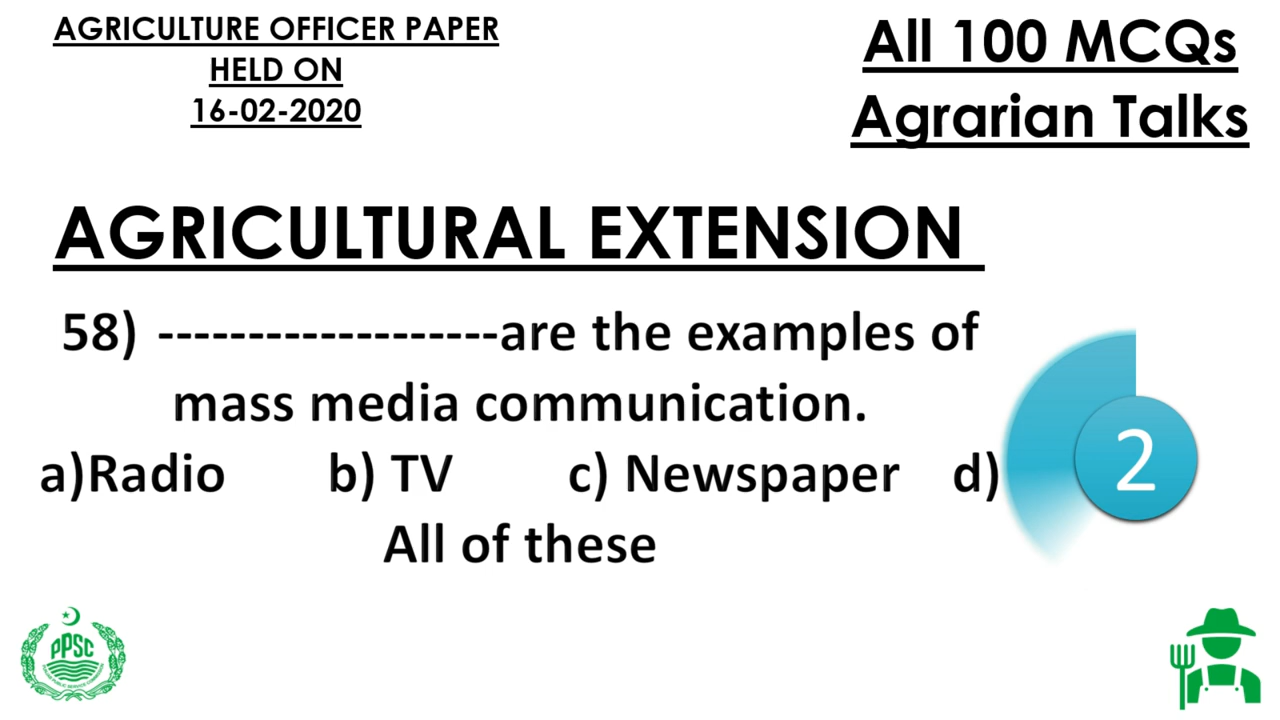 AGRICULTURE OFFICER PAPER
HELD ON
16-02-2020
All 100 MCQs
Agrarian Talks
AGRICULTURAL EXTENSION
58) -------------------are the examples of
mass media communication.
a)Radio b) TV c) Newspaper d)
All of these
2
PPSC